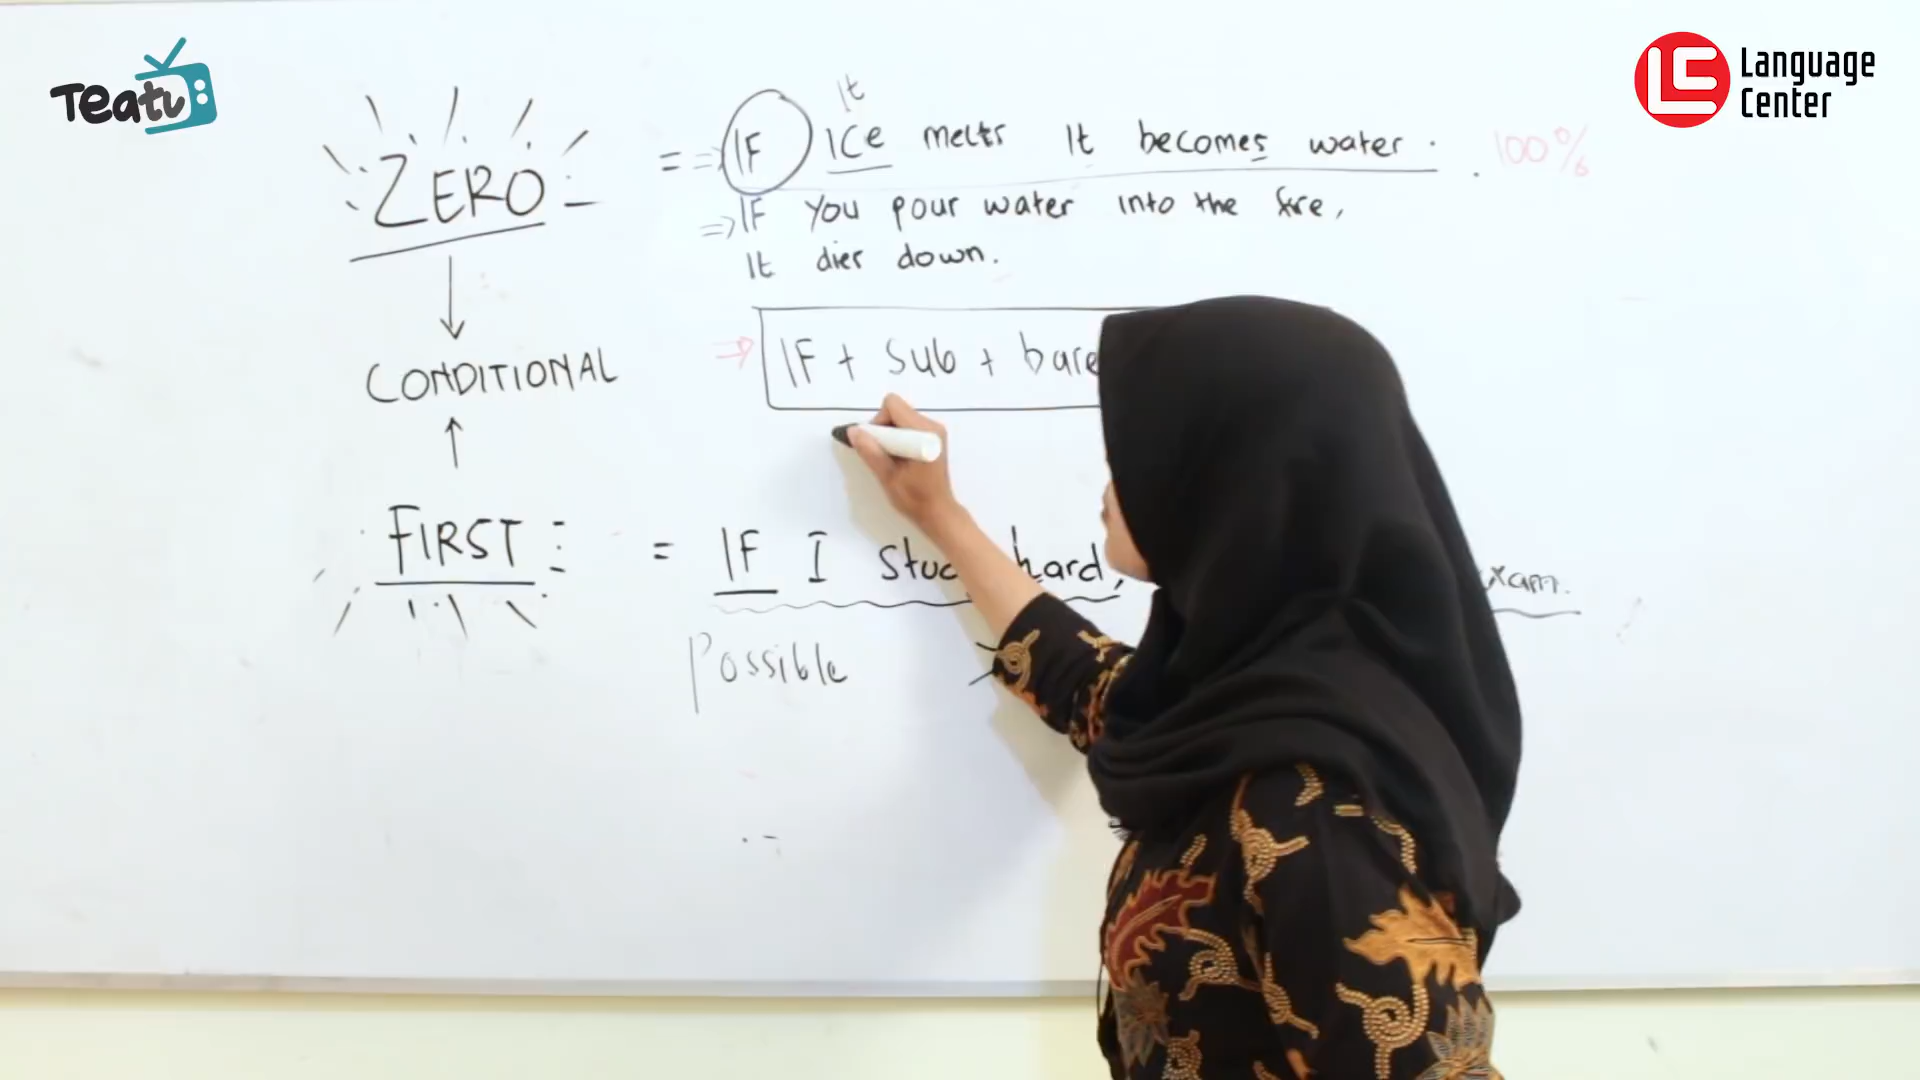 Teatv
LC Language
Center
It
ZERO = => IF ICe melts It becomes water. 100%
=> IF You pour water into the fire,
It dies down.
=> IF + Sub + bare
CONDITIONAL
FIRST = IF I hard,
Possible